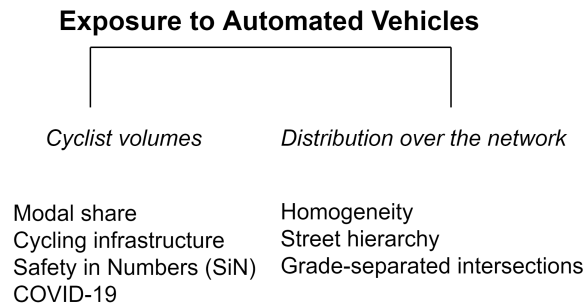 Exposure to Automated Vehicles
Cyclist volumes
Distribution over the network
Modal share
Cycling infrastructure
Safety in Numbers (SiN)
COVID-19
Homogeneity
Street hierarchy
Grade-separated intersections